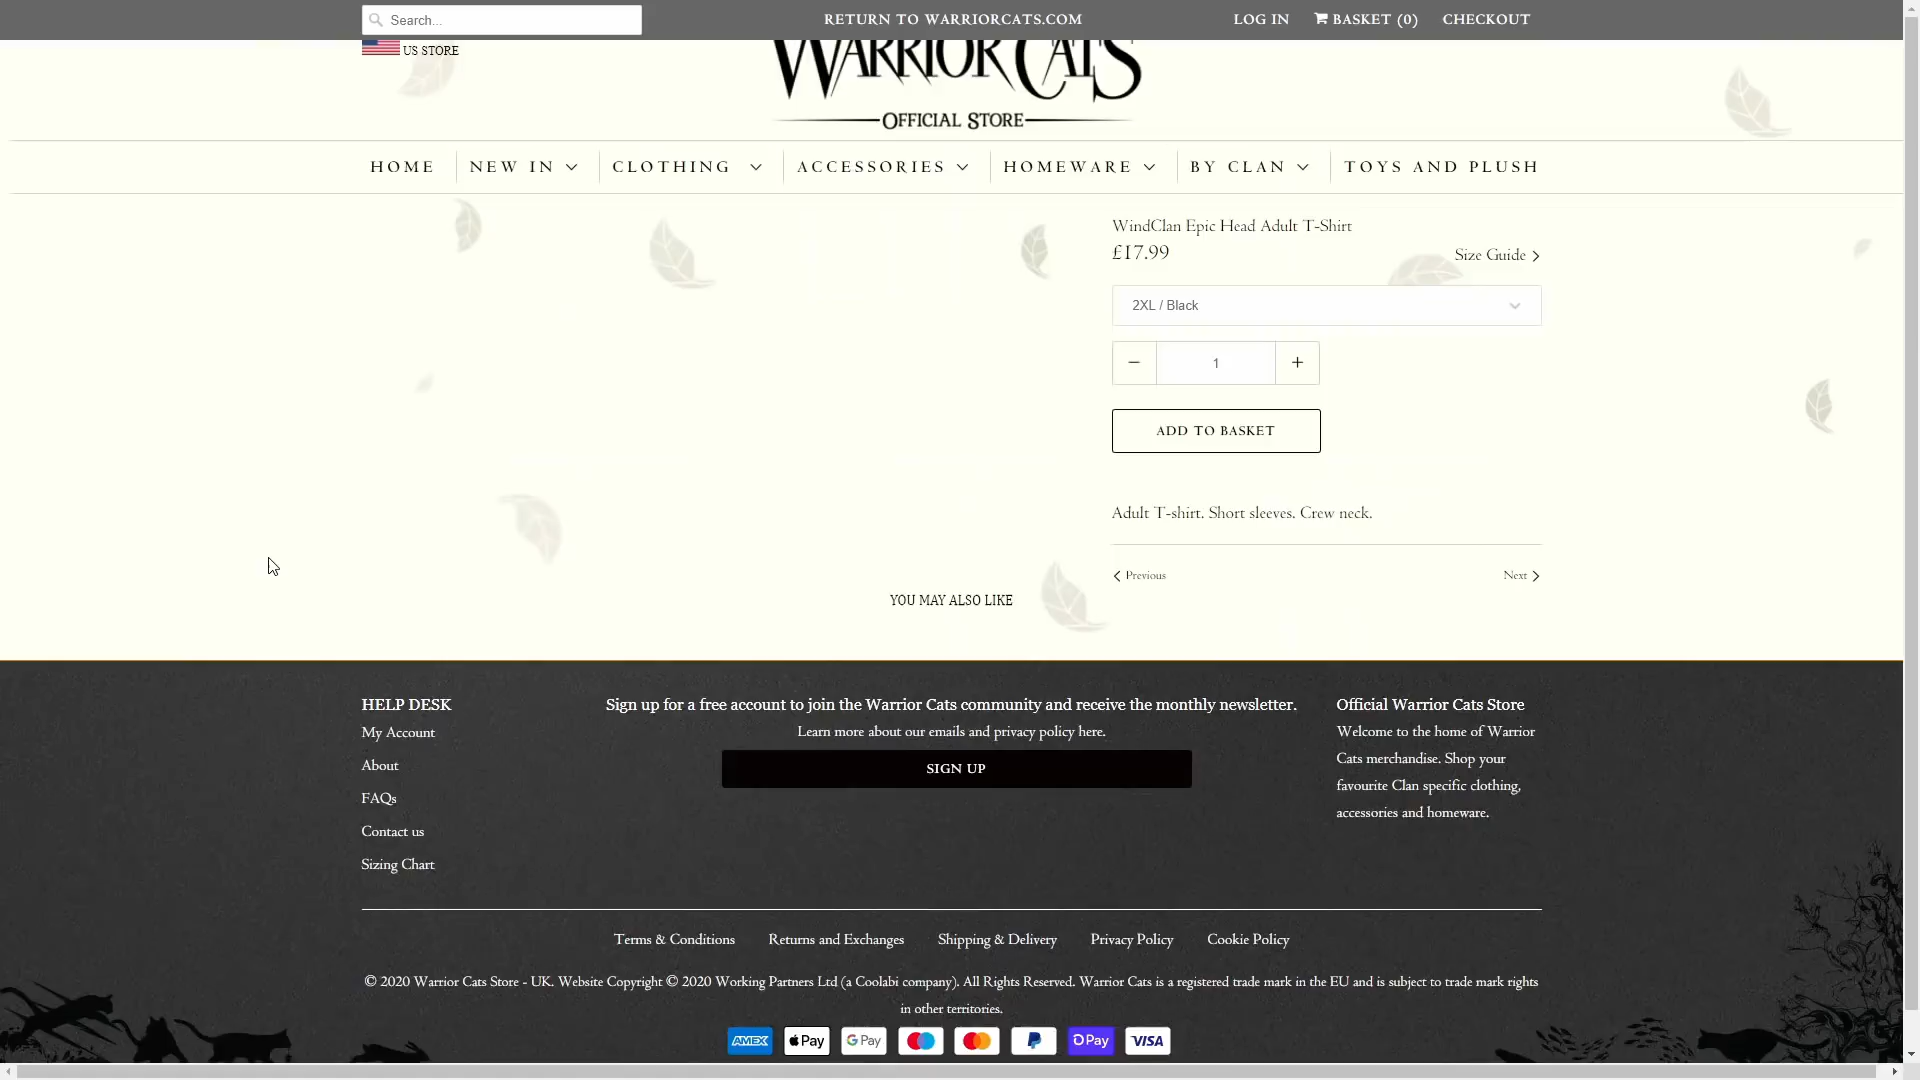 Search...
RETURN TO WARRIORCATS.COM
LOG IN
BASKET (0)
CHECKOUT
US STORE
WARRIOR CATS
OFFICIAL STORE
HOME
NEW IN
CLOTHING
ACCESSORIES
HOMEWARE
BY CLAN
TOYS AND PLUSH
WindClan Epic Head Adult T-Shirt
£17.99
Size Guide
2XL / Black
1
ADD TO BASKET
Adult T-shirt. Short sleeves. Crew neck.
Previous
Next
YOU MAY ALSO LIKE
HELP DESK
My Account
About
FAQs
Contact us
Sizing Chart
Sign up for a free account to join the Warrior Cats community and receive the monthly newsletter.
Learn more about our emails and privacy policy here.
SIGN UP
Official Warrior Cats Store
Welcome to the home of Warrior
Cats merchandise. Shop your
favourite Clan specific clothing,
accessories and homeware.
Terms & Conditions
Returns and Exchanges
Shipping & Delivery
Privacy Policy
Cookie Policy
© 2020 Warrior Cats Store - UK. Website Copyright © 2020 Working Partners Ltd (a Coolabi company). All Rights Reserved. Warrior Cats is a registered trade mark in the EU and is subject to trade mark rights
in other territories.
AMEX
Pay
G Pay
Pay
VISA